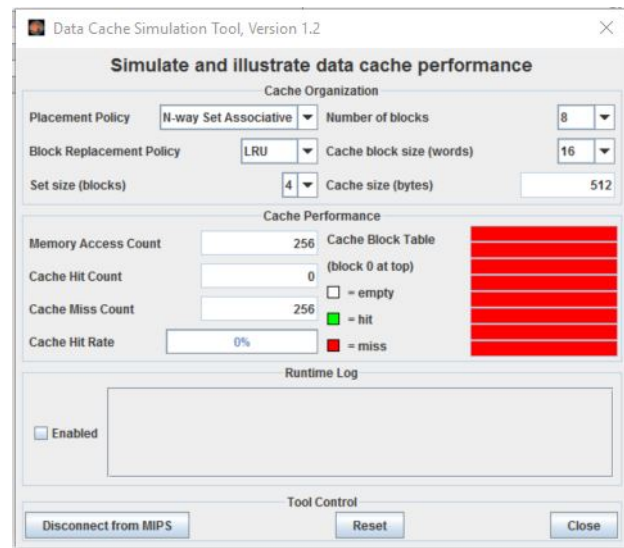 Data Cache Simulation Tool, Version 1.2
Simulate and illustrate data cache performance
Cache Organization
Placement Policy N-way Set Associative Number of blocks 8
Block Replacement Policy LRU Cache block size (words) 16
Set size (blocks) 4 Cache size (bytes) 512
Cache Performance
Memory Access Count 256 Cache Block Table
(block 0 at top)
Cache Hit Count 0
= empty
Cache Miss Count 256
= hit
Cache Hit Rate 0% = miss
Runtime Log
Enabled
Tool Control
Disconnect from MIPS Reset Close